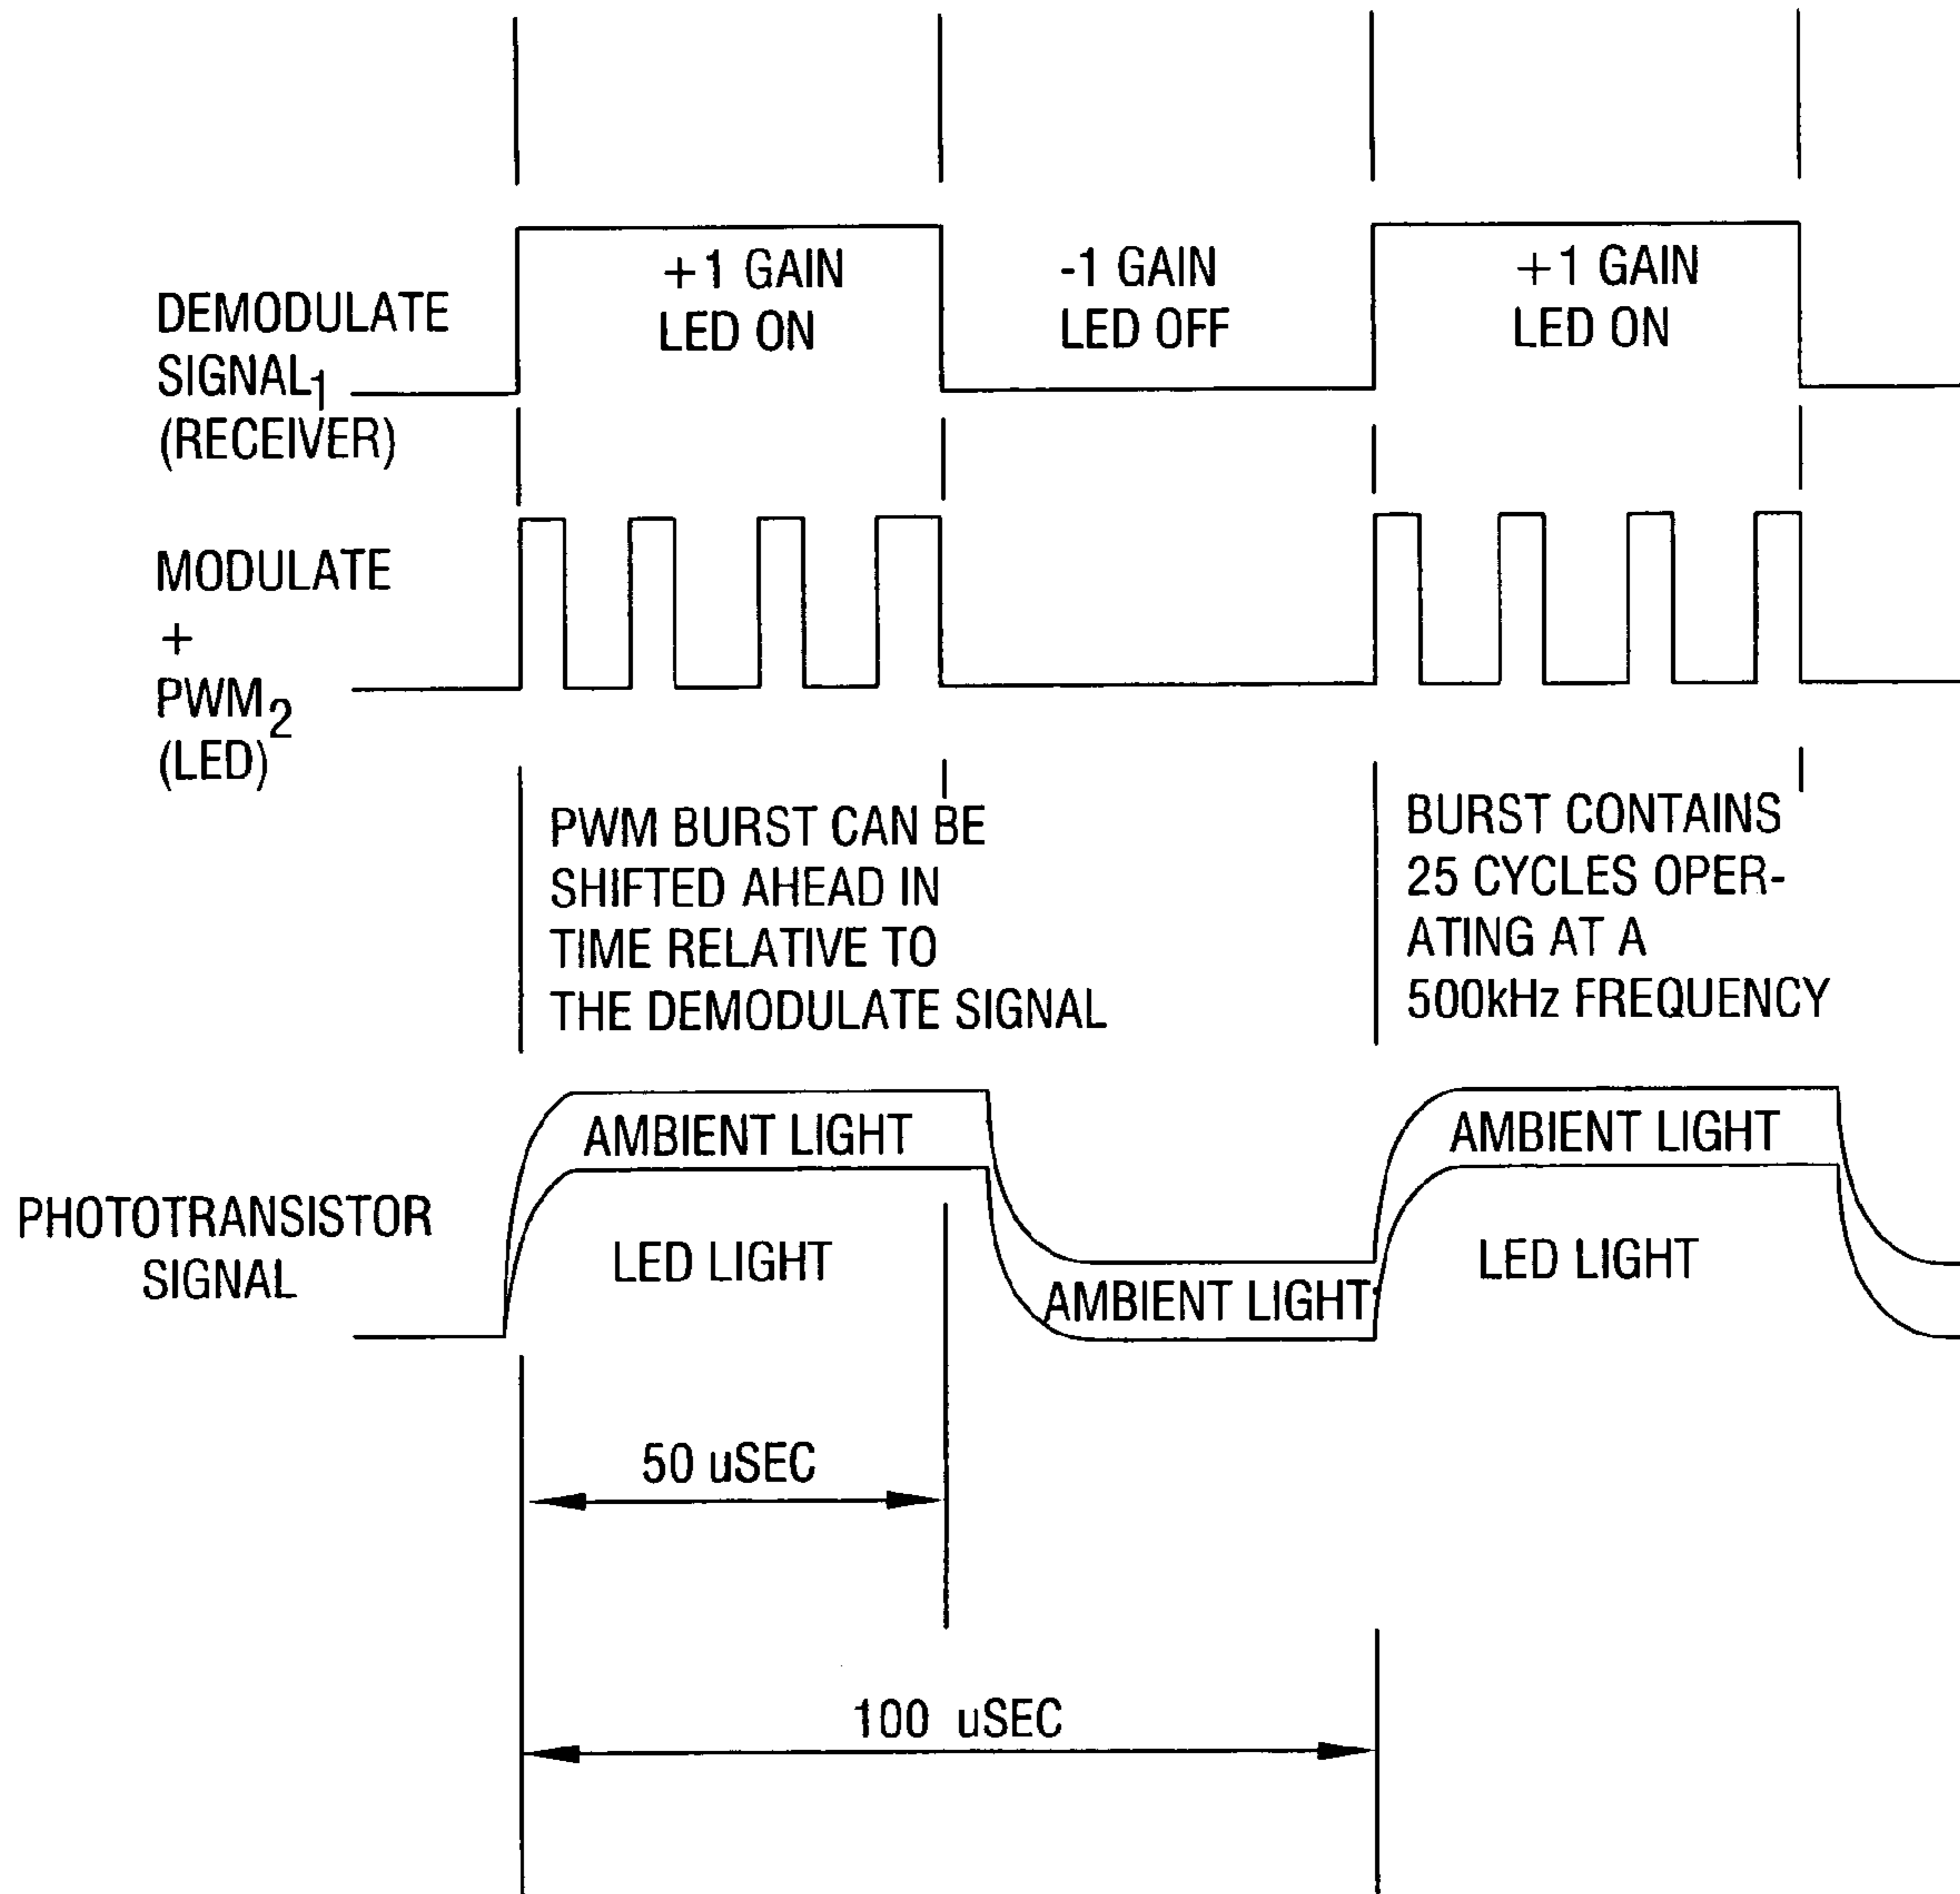 +1 GAIN
LED ON
-1 GAIN
LED OFF
+1 GAIN
LED ON
DEMODULATE
SIGNAL1
(RECEIVER)
MODULATE
+
PWM2
(LED)
PWM BURST CAN BE
SHIFTED AHEAD IN
TIME RELATIVE TO
THE DEMODULATE SIGNAL
BURST CONTAINS
25 CYCLES OPER-
ATING AT A
500kHz FREQUENCY
PHOTOTRANSISTOR
SIGNAL
AMBIENT LIGHT
LED LIGHT
AMBIENT LIGHT
AMBIENT LIGHT
LED LIGHT
50 uSEC
100 uSEC